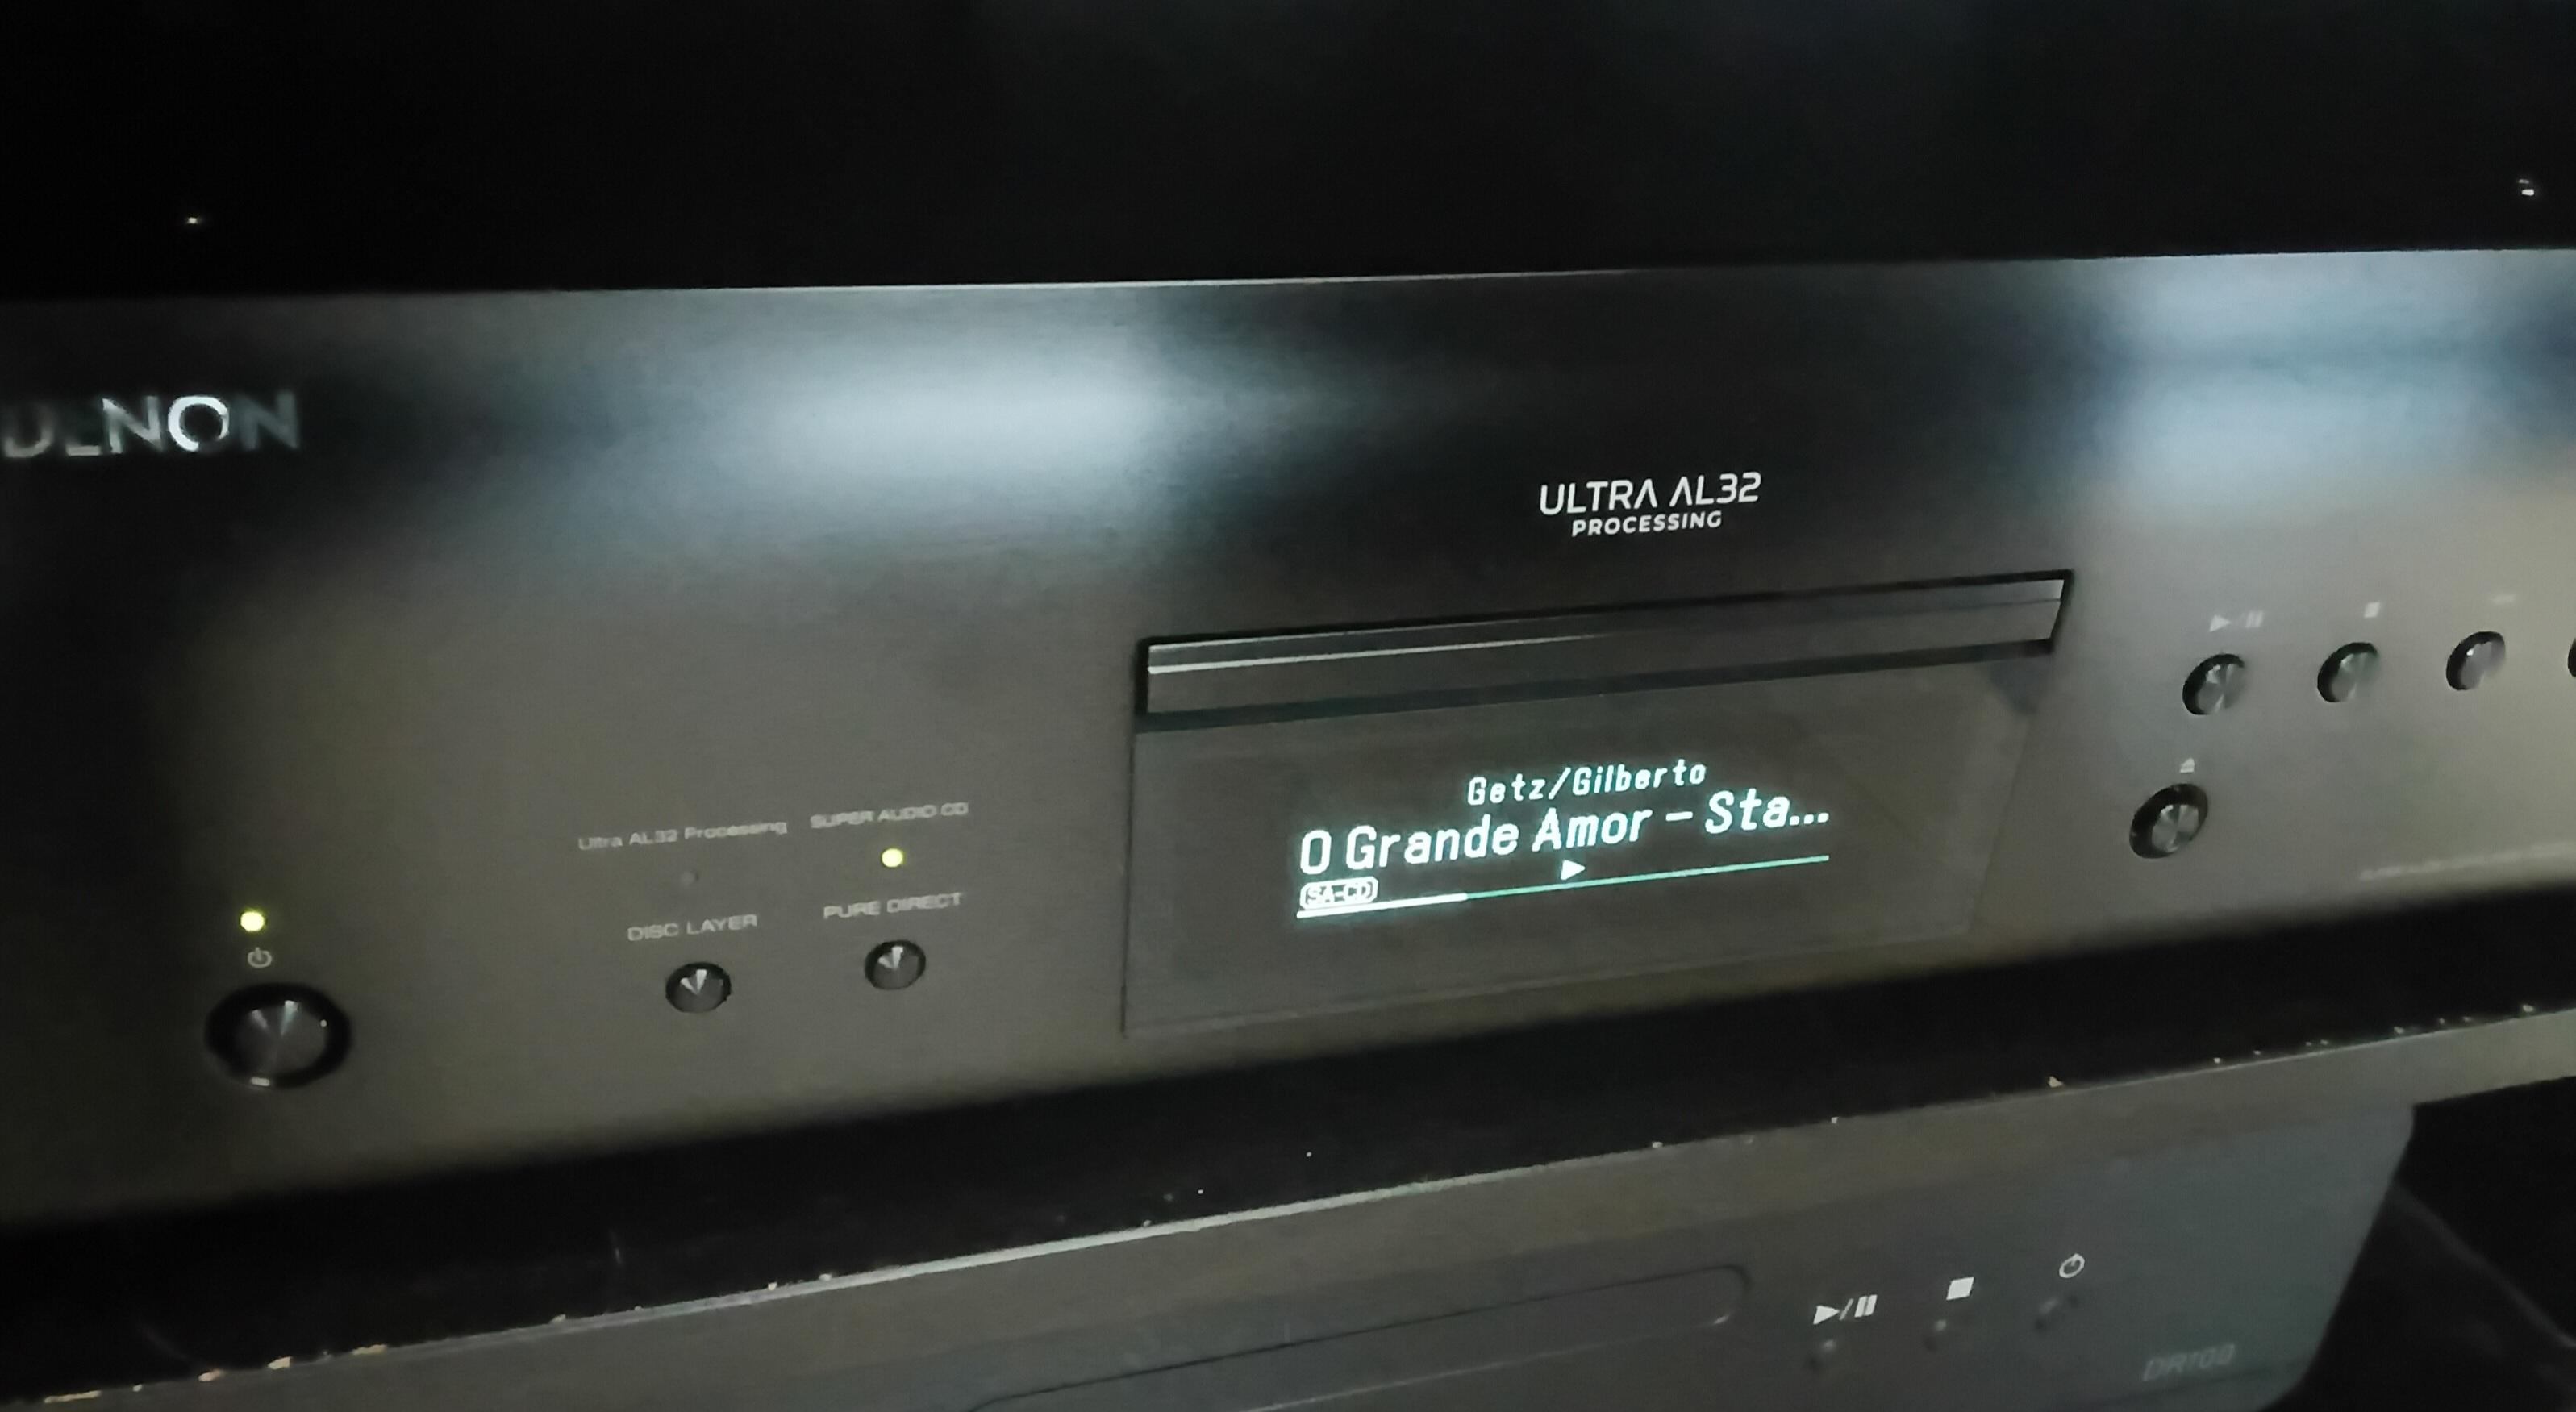 DENON
ULTRA AL32
PROCESSING
Ultra AL32 Processing
SUPER AUDIO CD
DISC LAYER
PURE DIRECT
Getz/Gilberto
O Grande Amor – Sta...
SA-CD